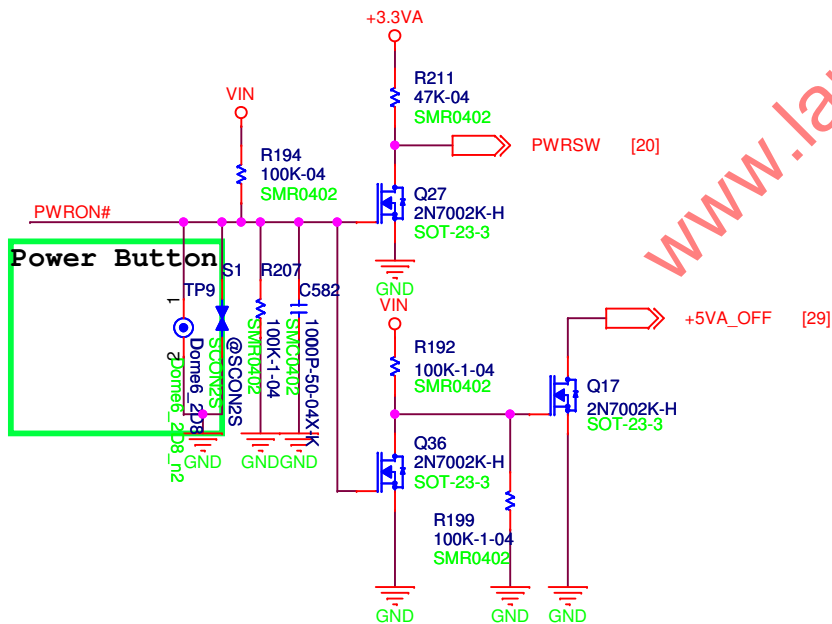 +3.3VA
R211
47K-04
SMR0402
VIN
PWRSW [20]
R194
100K-04
SMR0402
Q27
2N7002K-H
SOT-23-3
PWRON#
GND
Power Button
S1
R207
C582
TP9
1
2
Dome6_2D8
Dome6_2D8_n2
@SCON2S
SCON2S
100K-1-04
SMR0402
1000P-50-04X-K
SMC0402
GND
GND
GND
VIN
+5VA_OFF [29]
R192
100K-1-04
SMR0402
Q17
2N7002K-H
SOT-23-3
Q36
2N7002K-H
SOT-23-3
R199
100K-1-04
SMR0402
GND
GND
GND
www.la